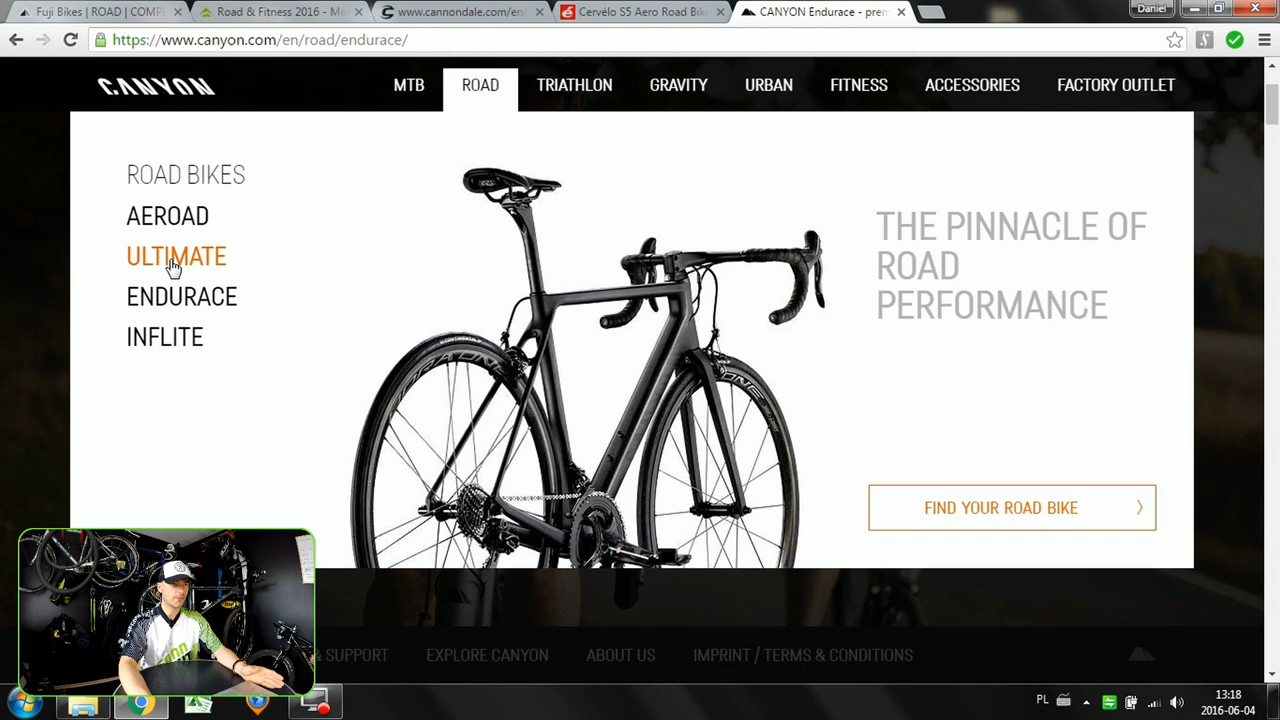 Fuji Bikes | ROAD | COMP
Road & Fitness 2016 - Me
www.cannondale.com/en/
Cervélo S5 Aero Road Bik
CANYON Endurace - pren
Daniel
https://www.canyon.com/en/road/endurace/
CANYON
MTB
ROAD
TRIATHLON
GRAVITY
URBAN
FITNESS
ACCESSORIES
FACTORY OUTLET
ROAD BIKES
AEROAD
ULTIMATE
ENDURACE
INFLITE
THE PINNACLE OF
ROAD
PERFORMANCE
FIND YOUR ROAD BIKE
& SUPPORT
EXPLORE CANYON
ABOUT US
IMPRINT / TERMS & CONDITIONS
PL
13:18
2016-06-04